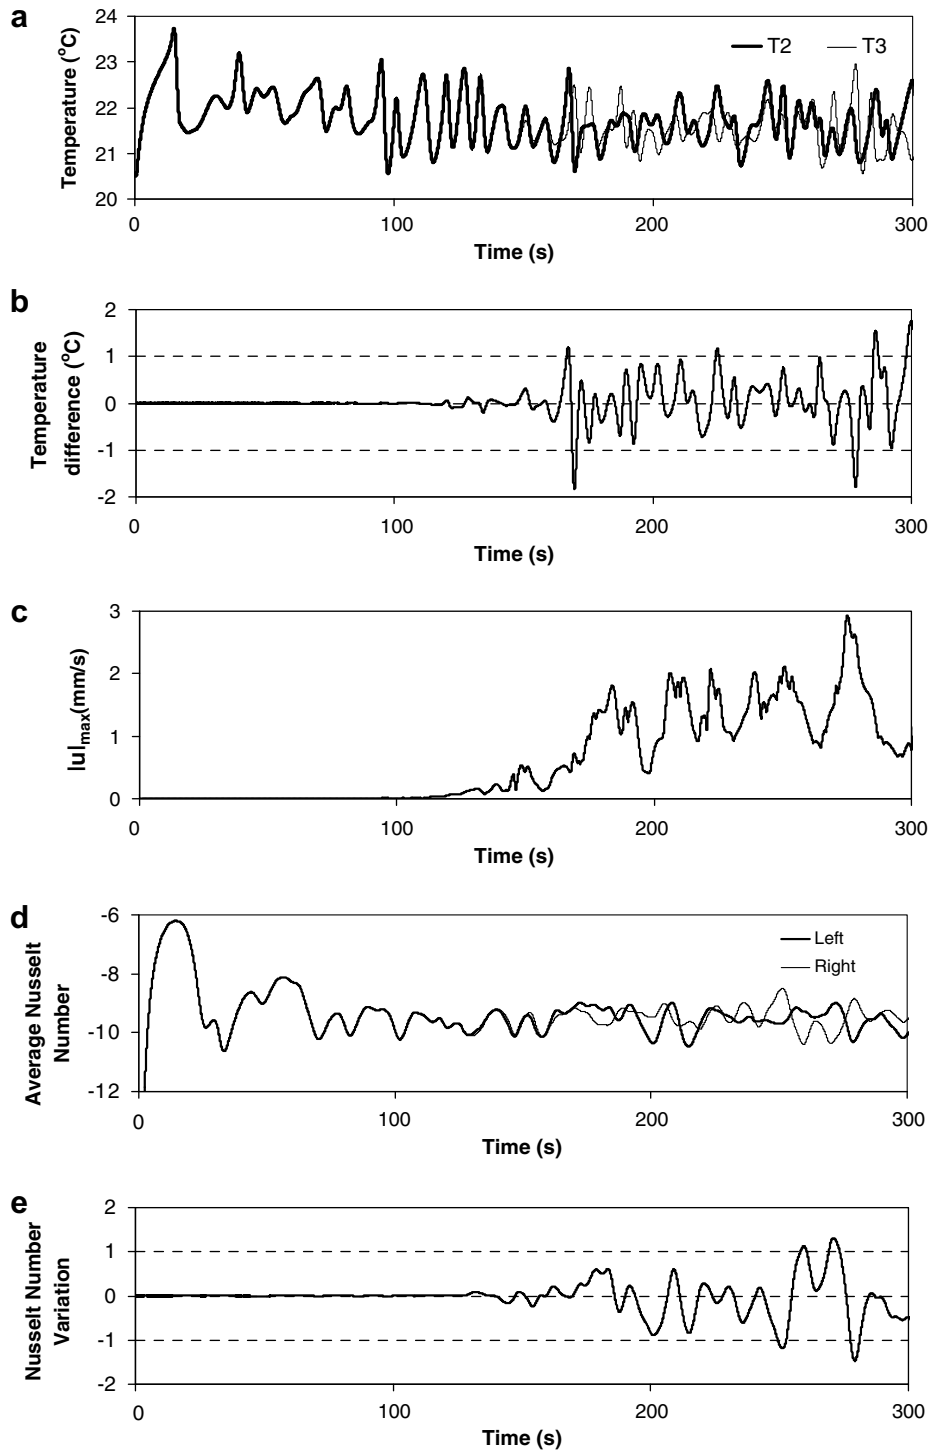 a
Temperature (°C)
24
23
22
21
20
T2
T3
0
100
200
300
Time (s)
b
Temperature
difference (°C)
2
1
0
-1
-2
0
100
200
300
Time (s)
c
|u|max(mm/s)
3
2
1
0
0
100
200
300
Time (s)
d
Average Nusselt
Number
-6
-8
-10
-12
Left
Right
0
100
200
300
Time (s)
e
Nusselt Number
Variation
2
1
0
-1
-2
0
100
200
300
Time (s)